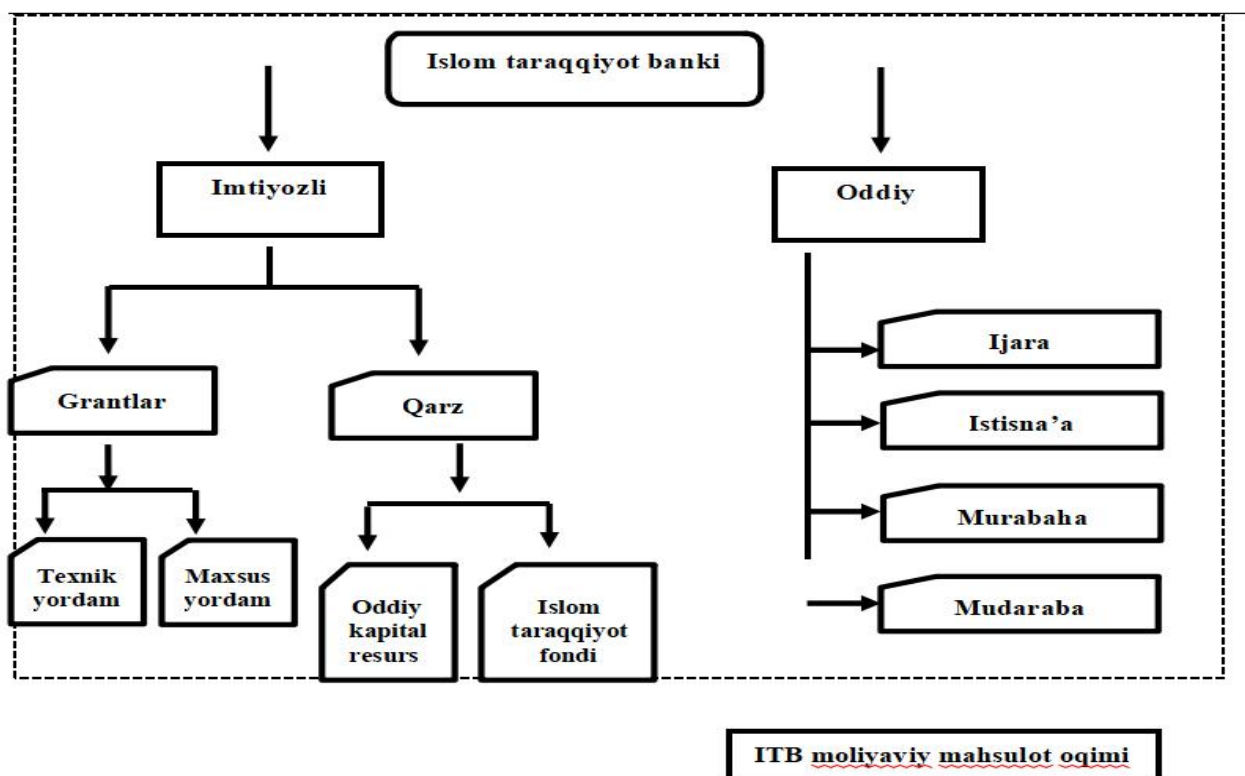 Islom taraqqiyot banki
Imtiyozli
Oddiy
Grantlar
Qarz
Texnik
yordam
Maxsus
yordam
Oddiy
kapital
resurs
Islom
taraqqiyot
fondi
Ijara
Istisna’a
Murabaha
Mudaraba
ITB moliyaviy mahsulot oqimi